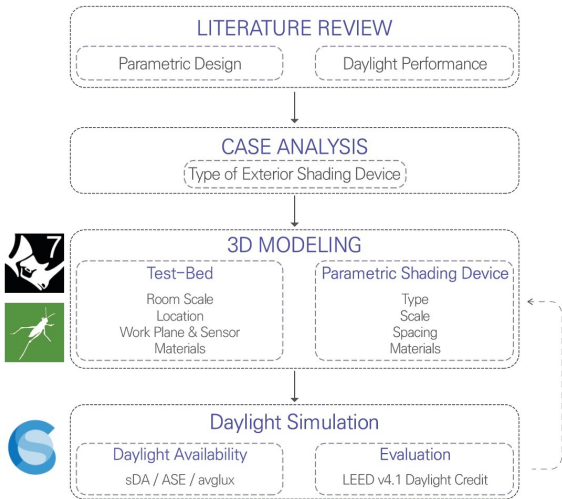 LITERATURE REVIEW
Parametric Design
Daylight Performance
CASE ANALYSIS
Type of Exterior Shading Device
7
3D MODELING
Test-Bed
Room Scale
Location
Work Plane & Sensor
Materials
Parametric Shading Device
Type
Scale
Spacing
Materials
Daylight Simulation
Daylight Availability
sDA / ASE / avglux
Evaluation
LEED v4.1 Daylight Credit